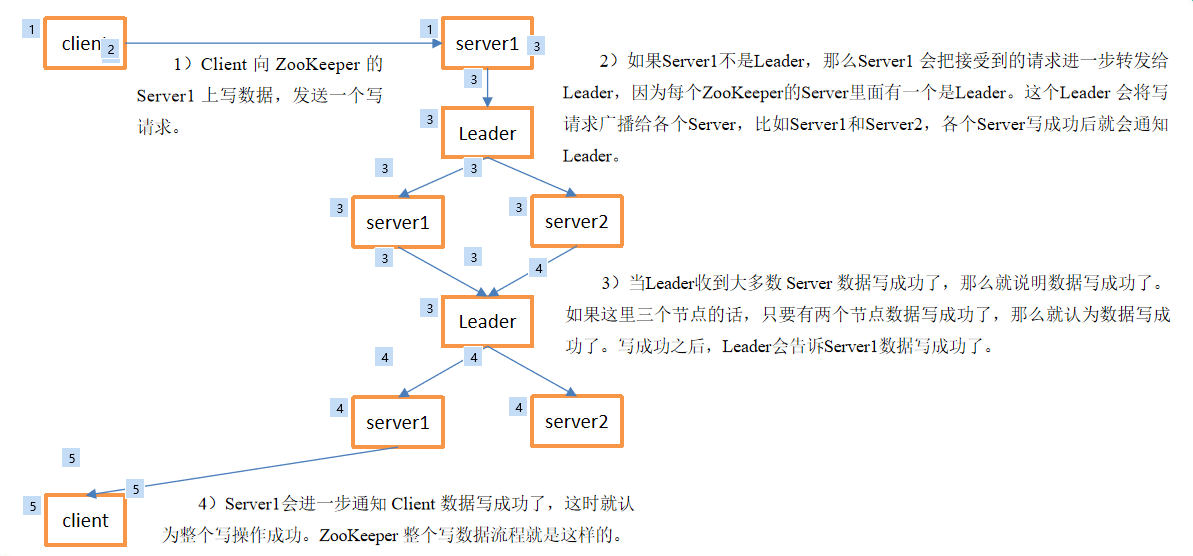 1
client
2
1
server1
3
1）Client 向 ZooKeeper 的
Server1 上写数据，发送一个写
请求。
3
2）如果Server1不是Leader，那么Server1 会把接受到的请求进一步转发给
Leader，因为每个ZooKeeper的Server里面有一个是Leader。这个Leader 会将写
请求广播给各个Server，比如Server1和Server2，各个Server写成功后就会通知
Leader。
3
Leader
3
3
3
server1
3
server2
3
3
4
3）当Leader收到大多数 Server 数据写成功了，那么就说明数据写成功了。
如果这里三个节点的话，只要有两个节点数据写成功了，那么就认为数据写成
功了。写成功之后，Leader会告诉Server1数据写成功了。
3
Leader
4
4
4
server1
4
server2
5
5
5
client
4）Server1会进一步通知 Client 数据写成功了，这时就认
为整个写操作成功。ZooKeeper 整个写数据流程就是这样的。